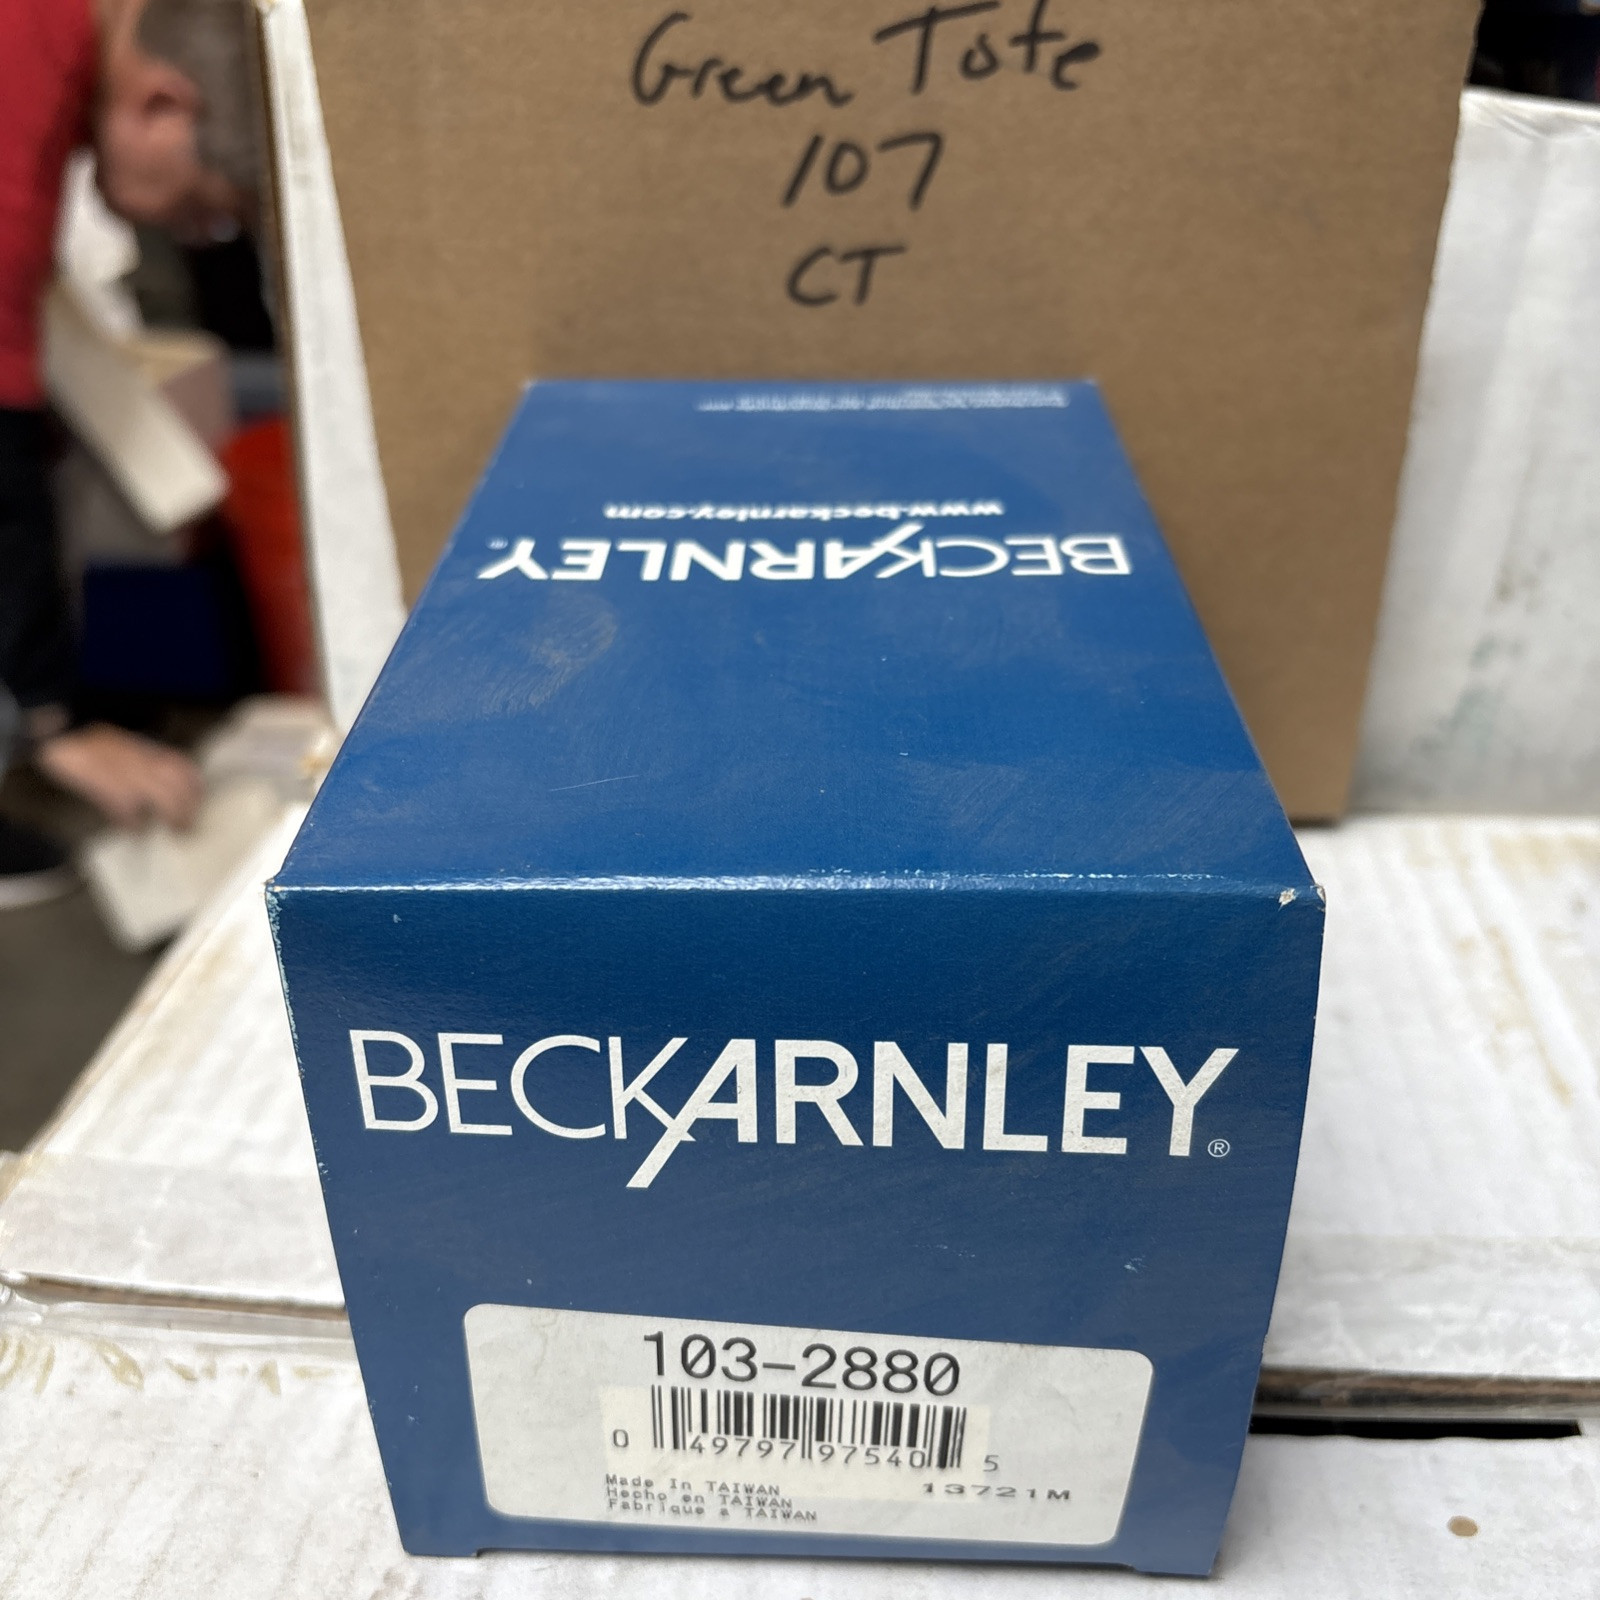 Green Tote
107
CT
www.beckarnley.com
BECKARNLEY®
BECKARNLEY®
103-2880
0 49797 97540 5
Made In TAIWAN
Hecho en TAIWAN
Fabrique a TAIWAN
13721M